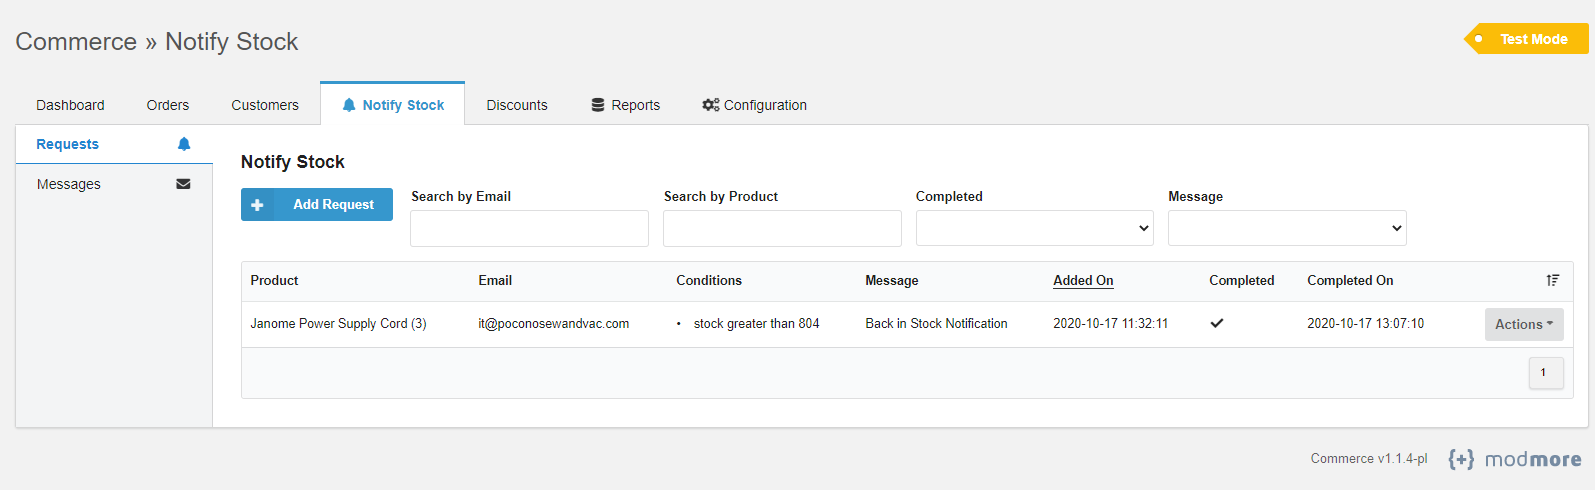 Commerce » Notify Stock
Test Mode
Dashboard Orders Customers Notify Stock Discounts Reports Configuration
Requests
Messages
Notify Stock
Add Request
Search by Email Search by Product Completed Message
Product Email Conditions Message Added On Completed Completed On
Janome Power Supply Cord (3) it@poconosewandvac.com • stock greater than 804 Back in Stock Notification 2020-10-17 11:32:11 2020-10-17 13:07:10 Actions
1
Commerce v1.1.4-pl {+} modmore